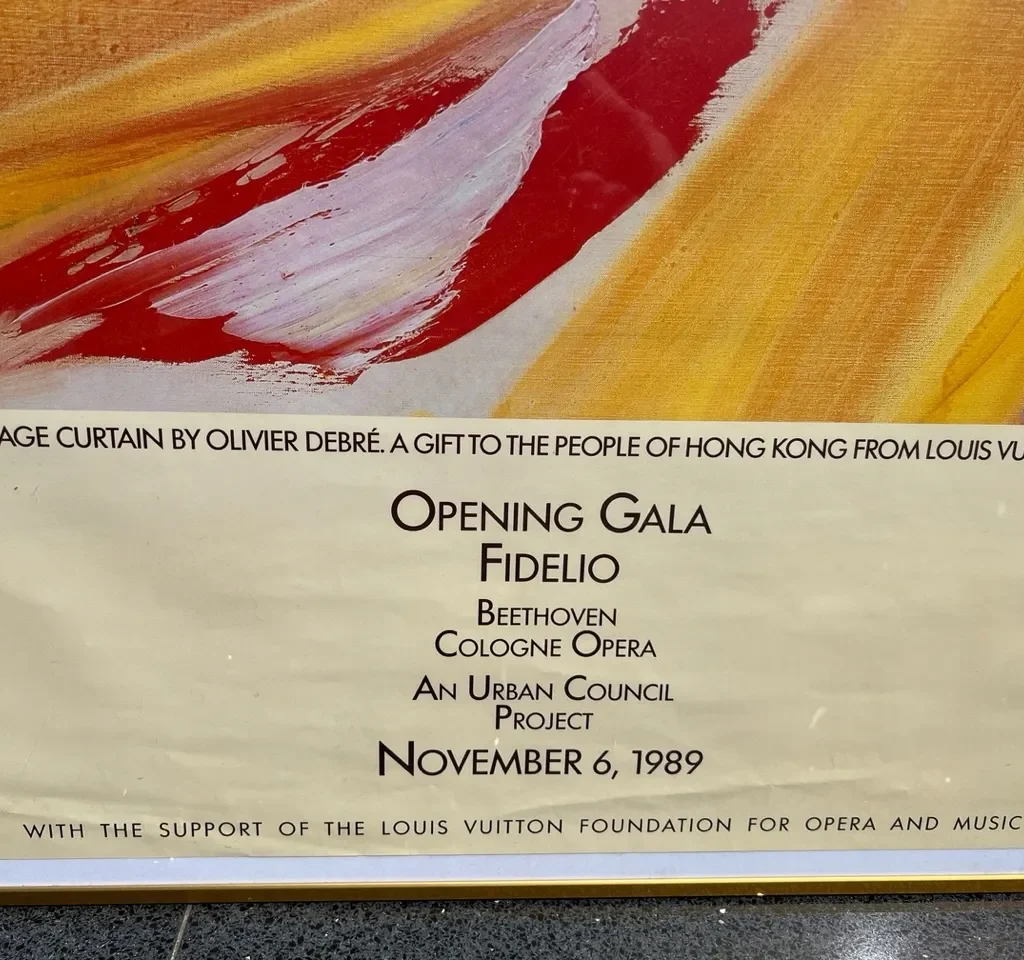 AGE CURTAIN BY OLIVIER DEBRÉ. A GIFT TO THE PEOPLE OF HONG KONG FROM LOUIS VU
OPENING GALA
FIDELIO
BEETHOVEN
COLOGNE OPERA
AN URBAN COUNCIL
PROJECT
NOVEMBER 6, 1989
WITH THE SUPPORT OF THE LOUIS VUITTON FOUNDATION FOR OPERA AND MUSIC